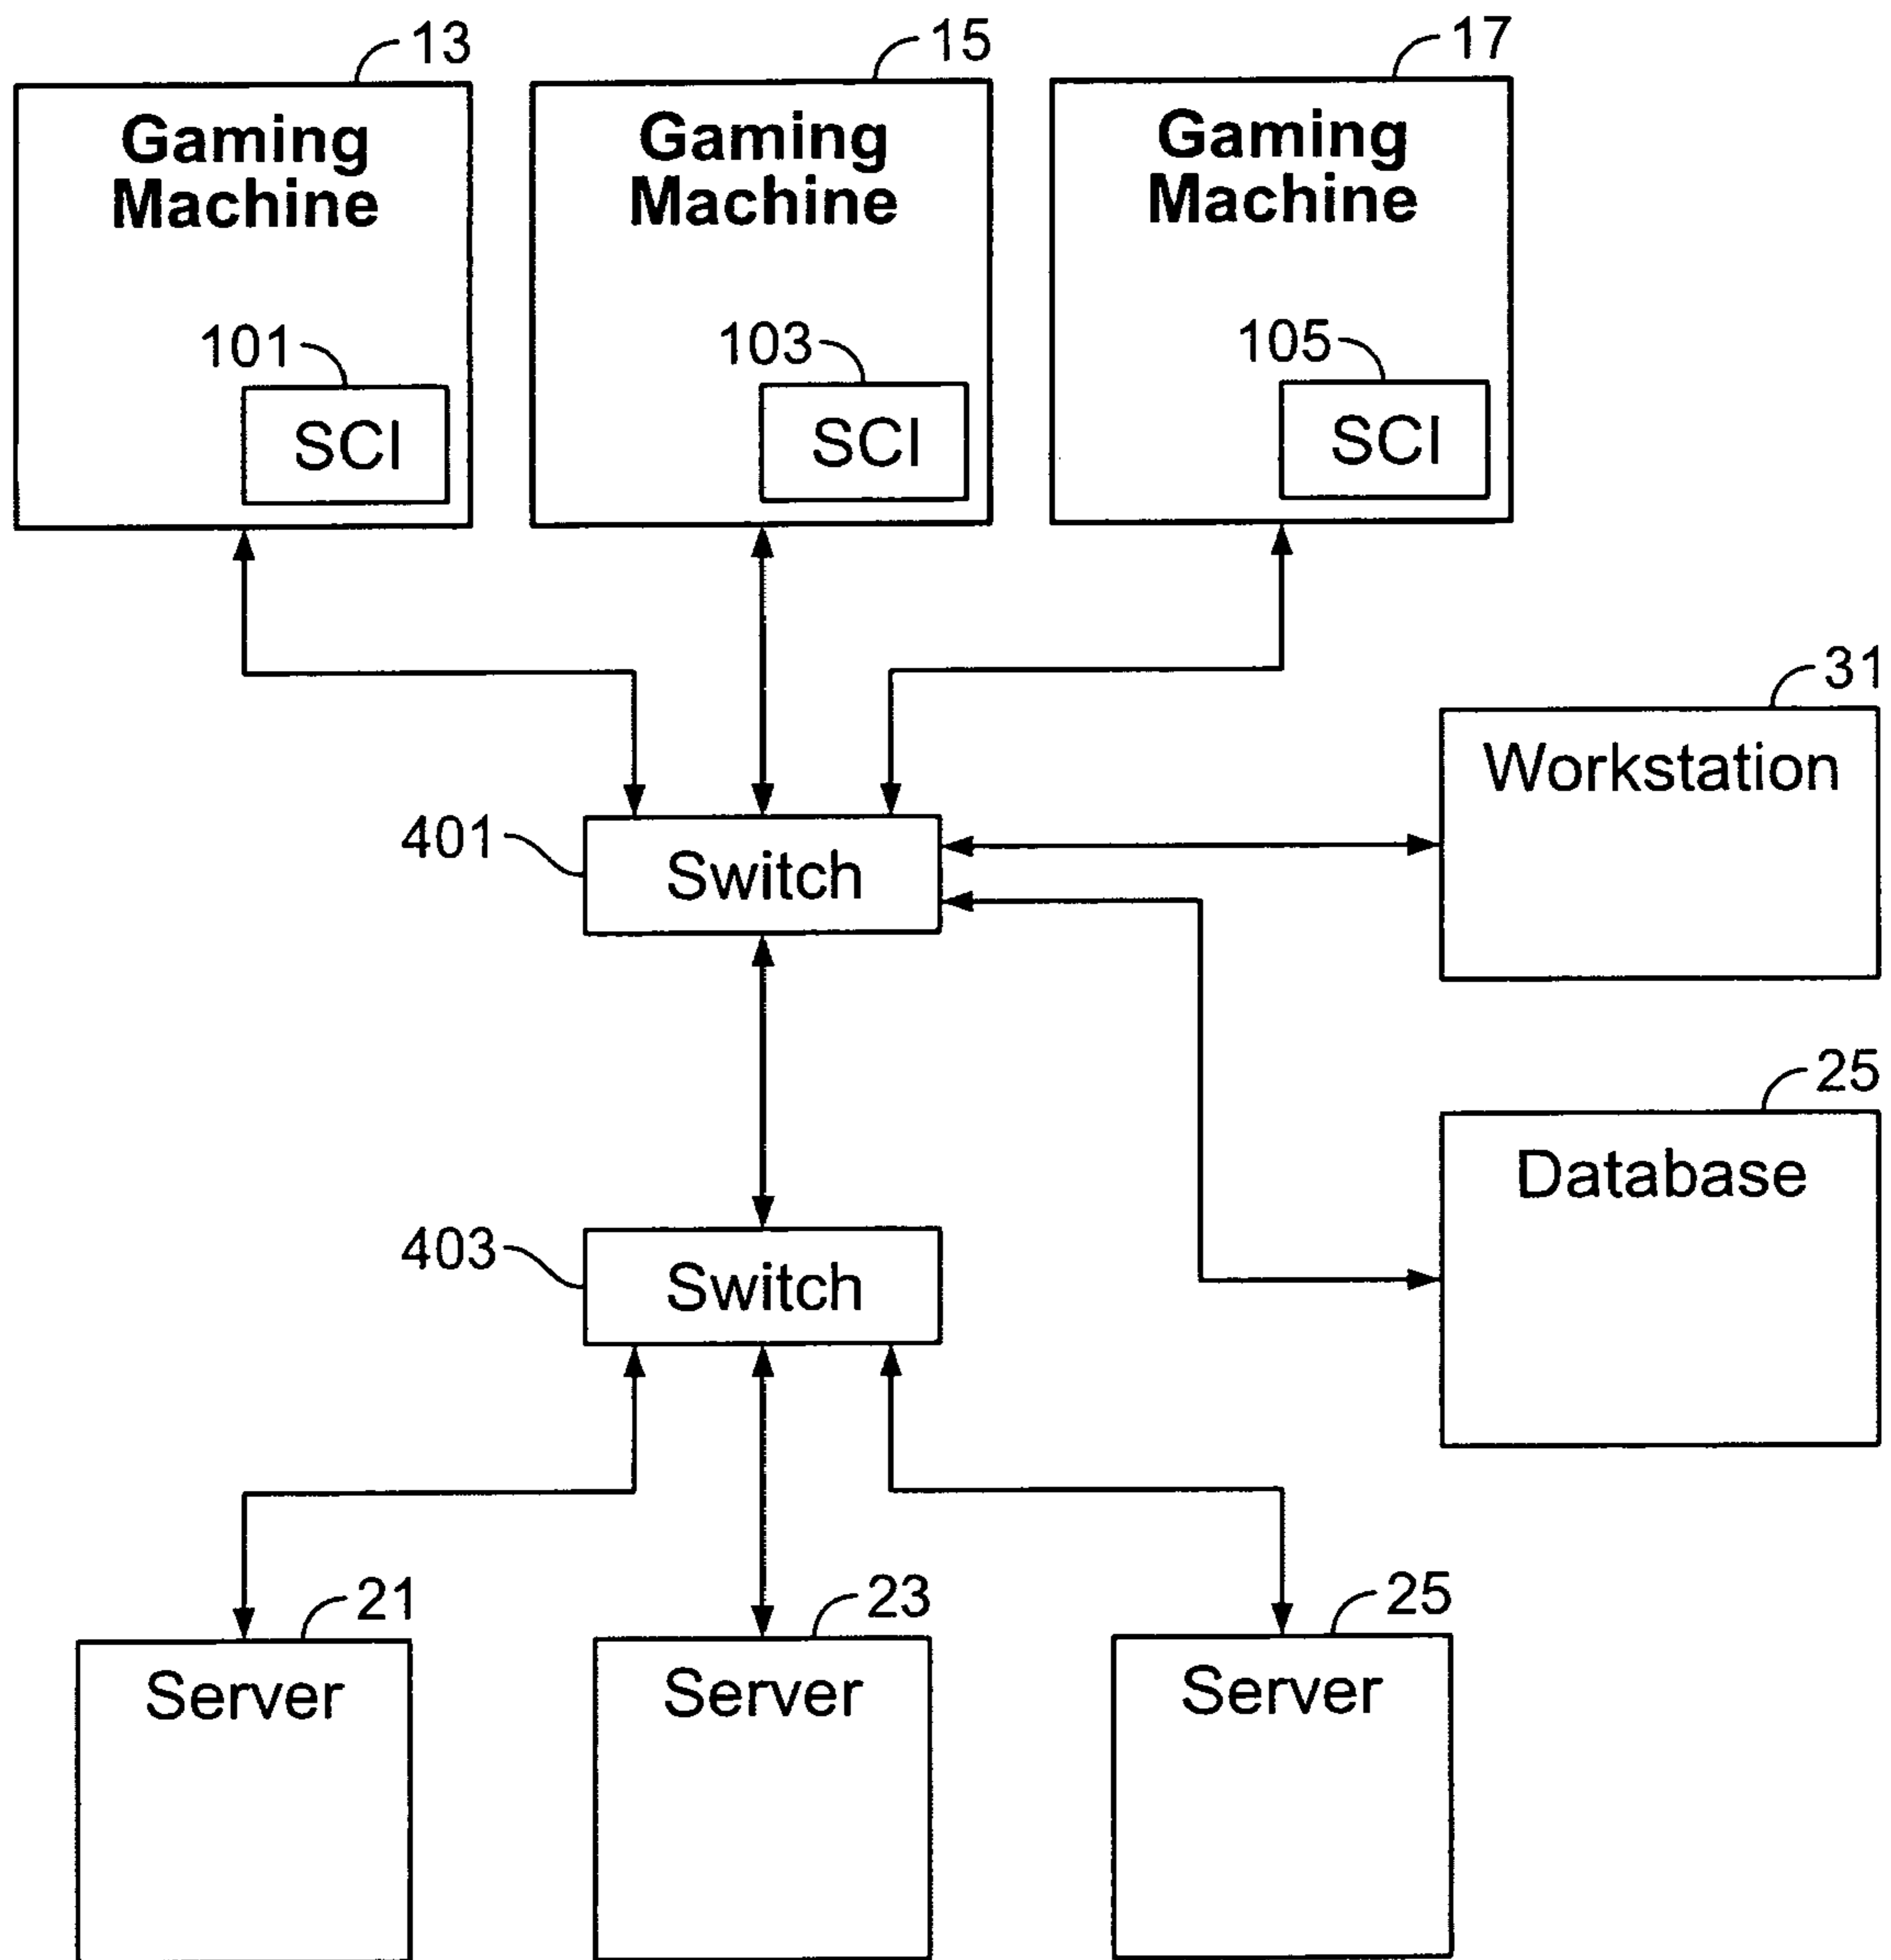 13
15
17
Gaming
Machine
Gaming
Machine
Gaming
Machine
101
103
105
SCI
SCI
SCI
31
Workstation
401
Switch
25
Database
403
Switch
21
23
25
Server
Server
Server